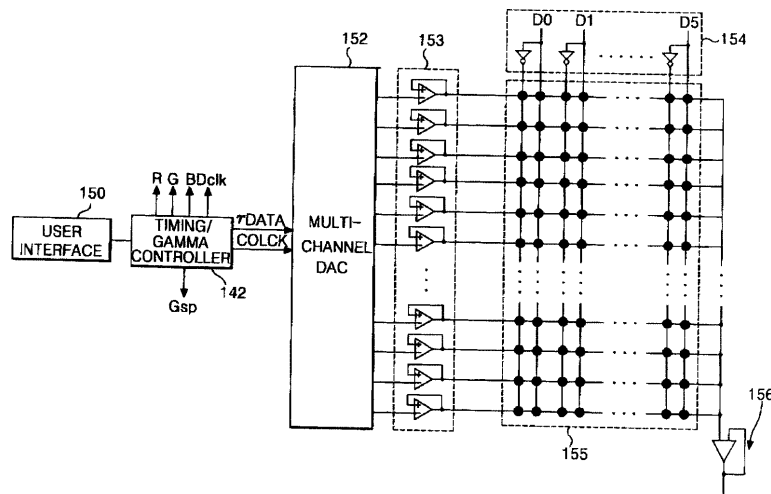 152
153
D0 D1 D5
154
150
R G BDclk
USER
INTERFACE
TIMING/
GAMMA
CONTROLLER
rDATA
COLCK
MULTI-
CHANNEL
DAC
142
Gsp
155
156